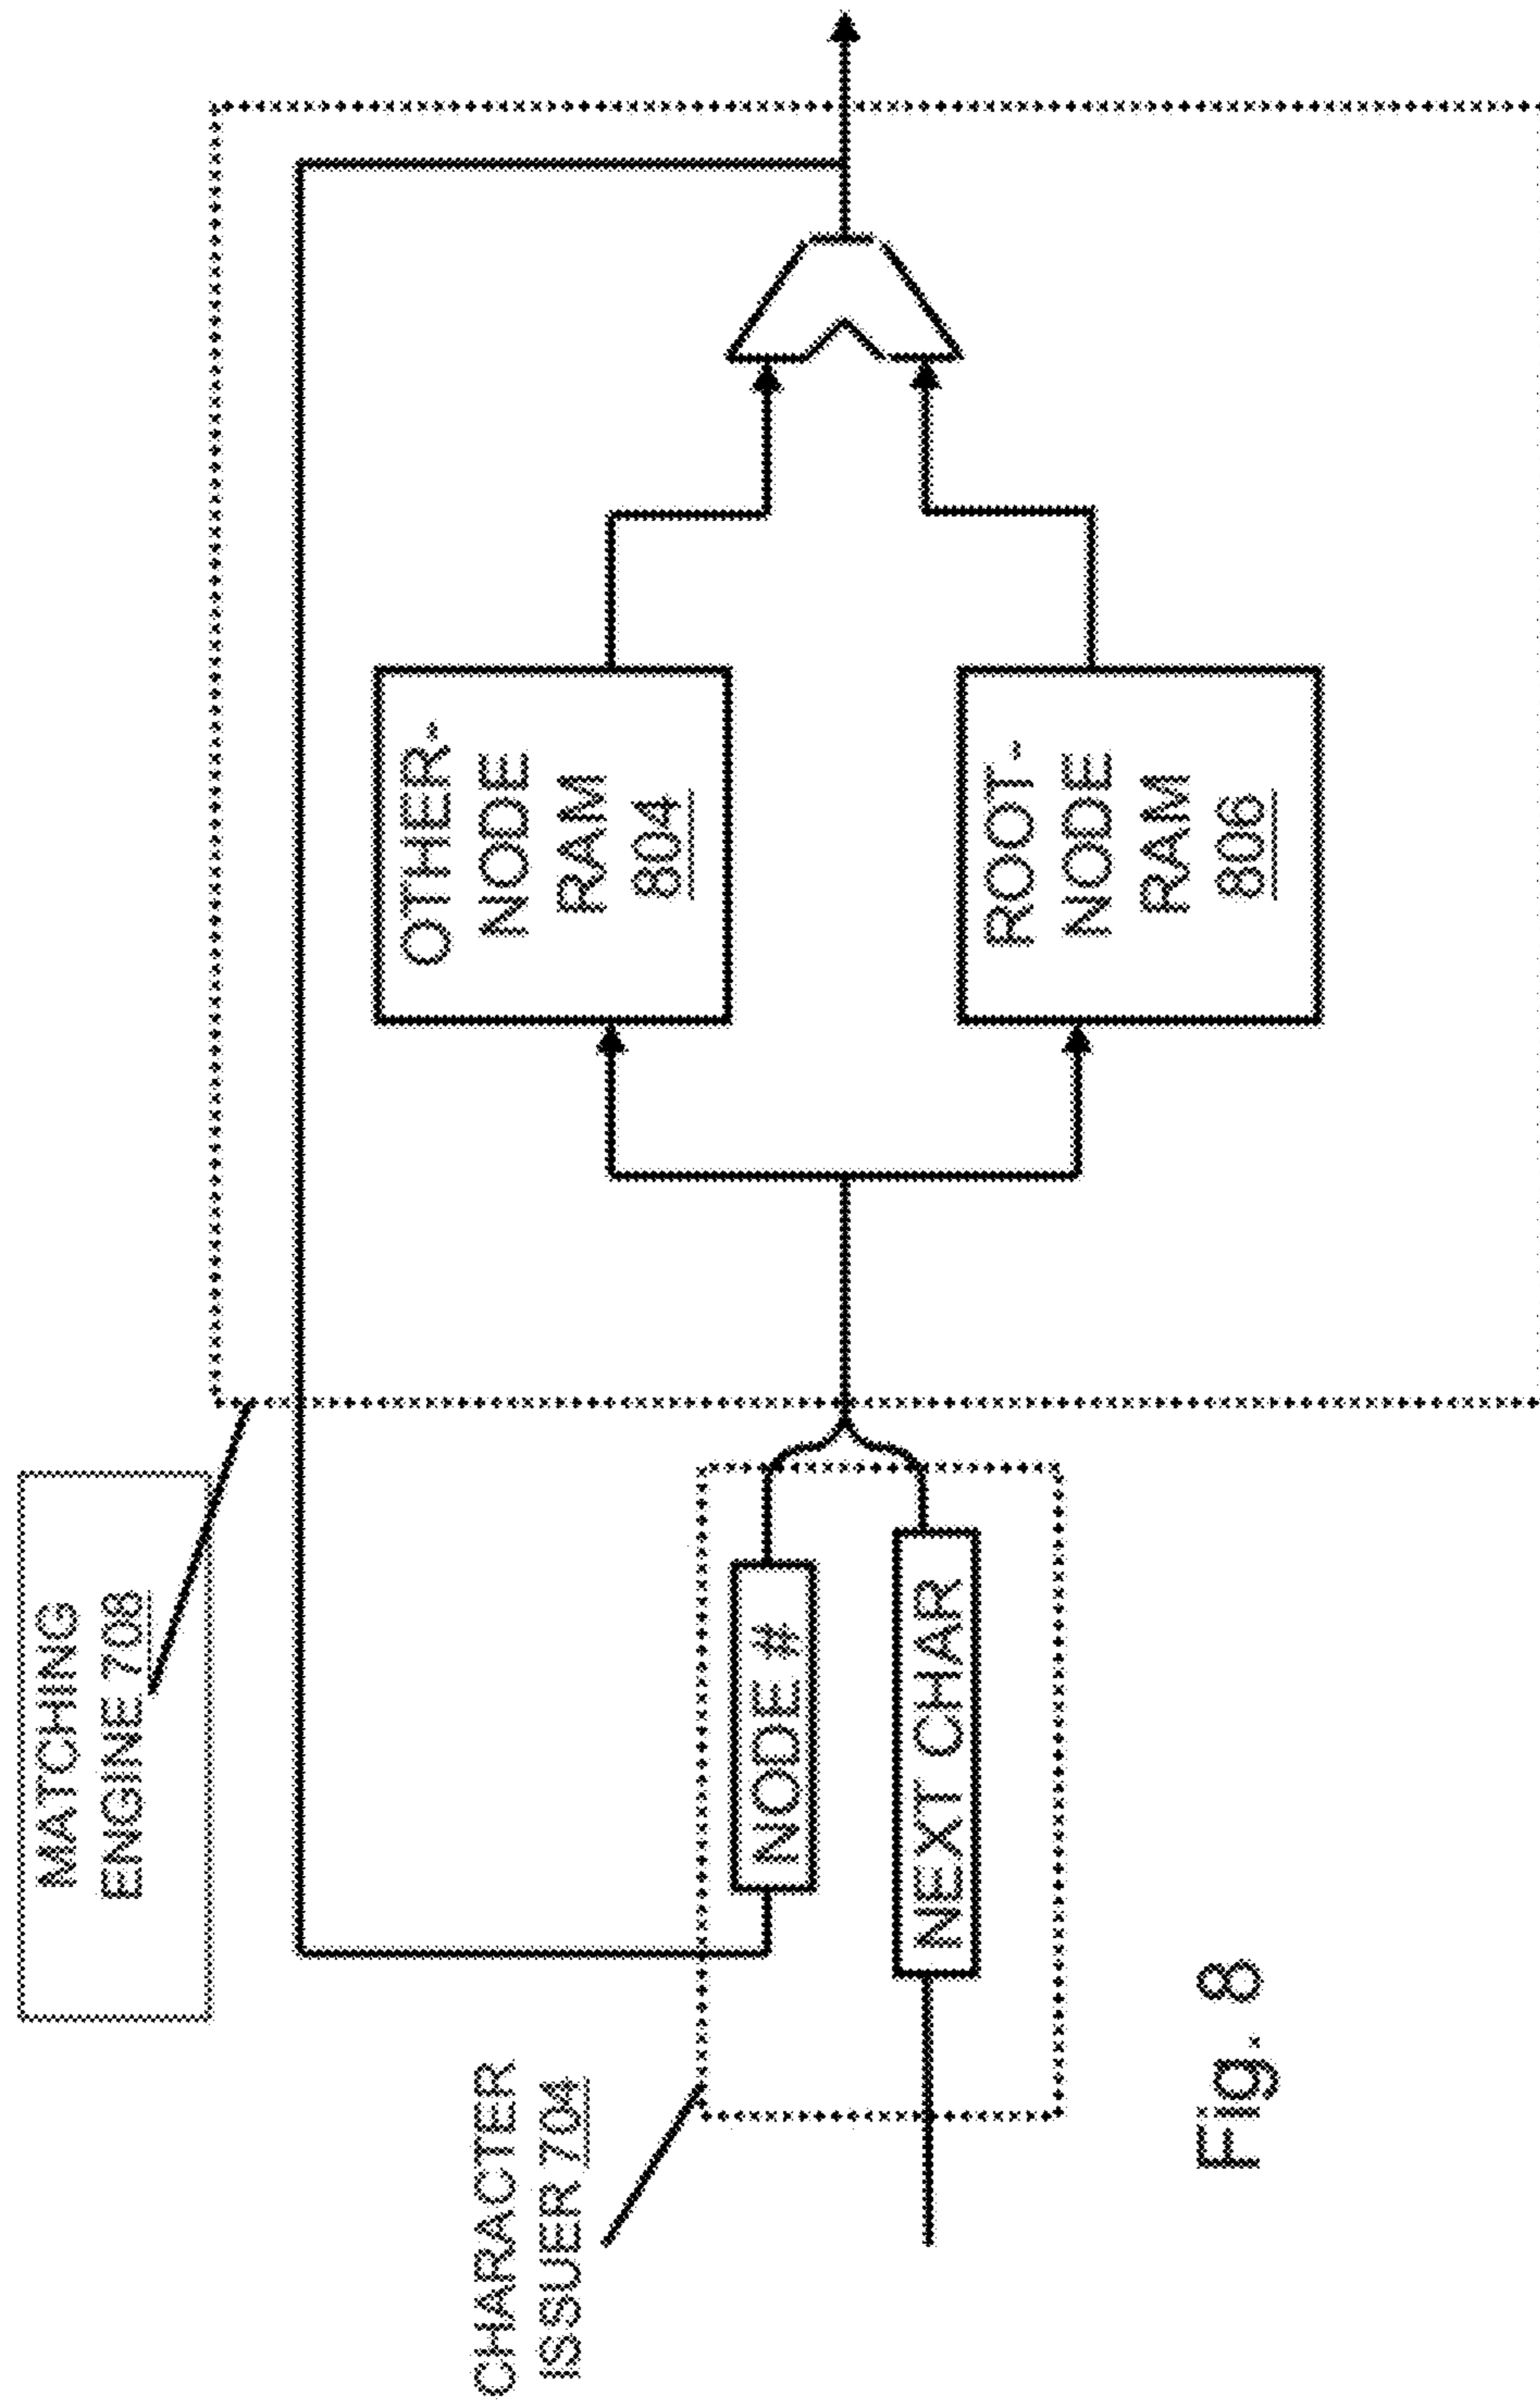 MATCHING
ENGINE 708
CHARACTER
ISSUER 704
NODE #
NEXT CHAR
OTHER-
NODE
RAM
804
ROOT-
NODE
RAM
806
Fig. 8